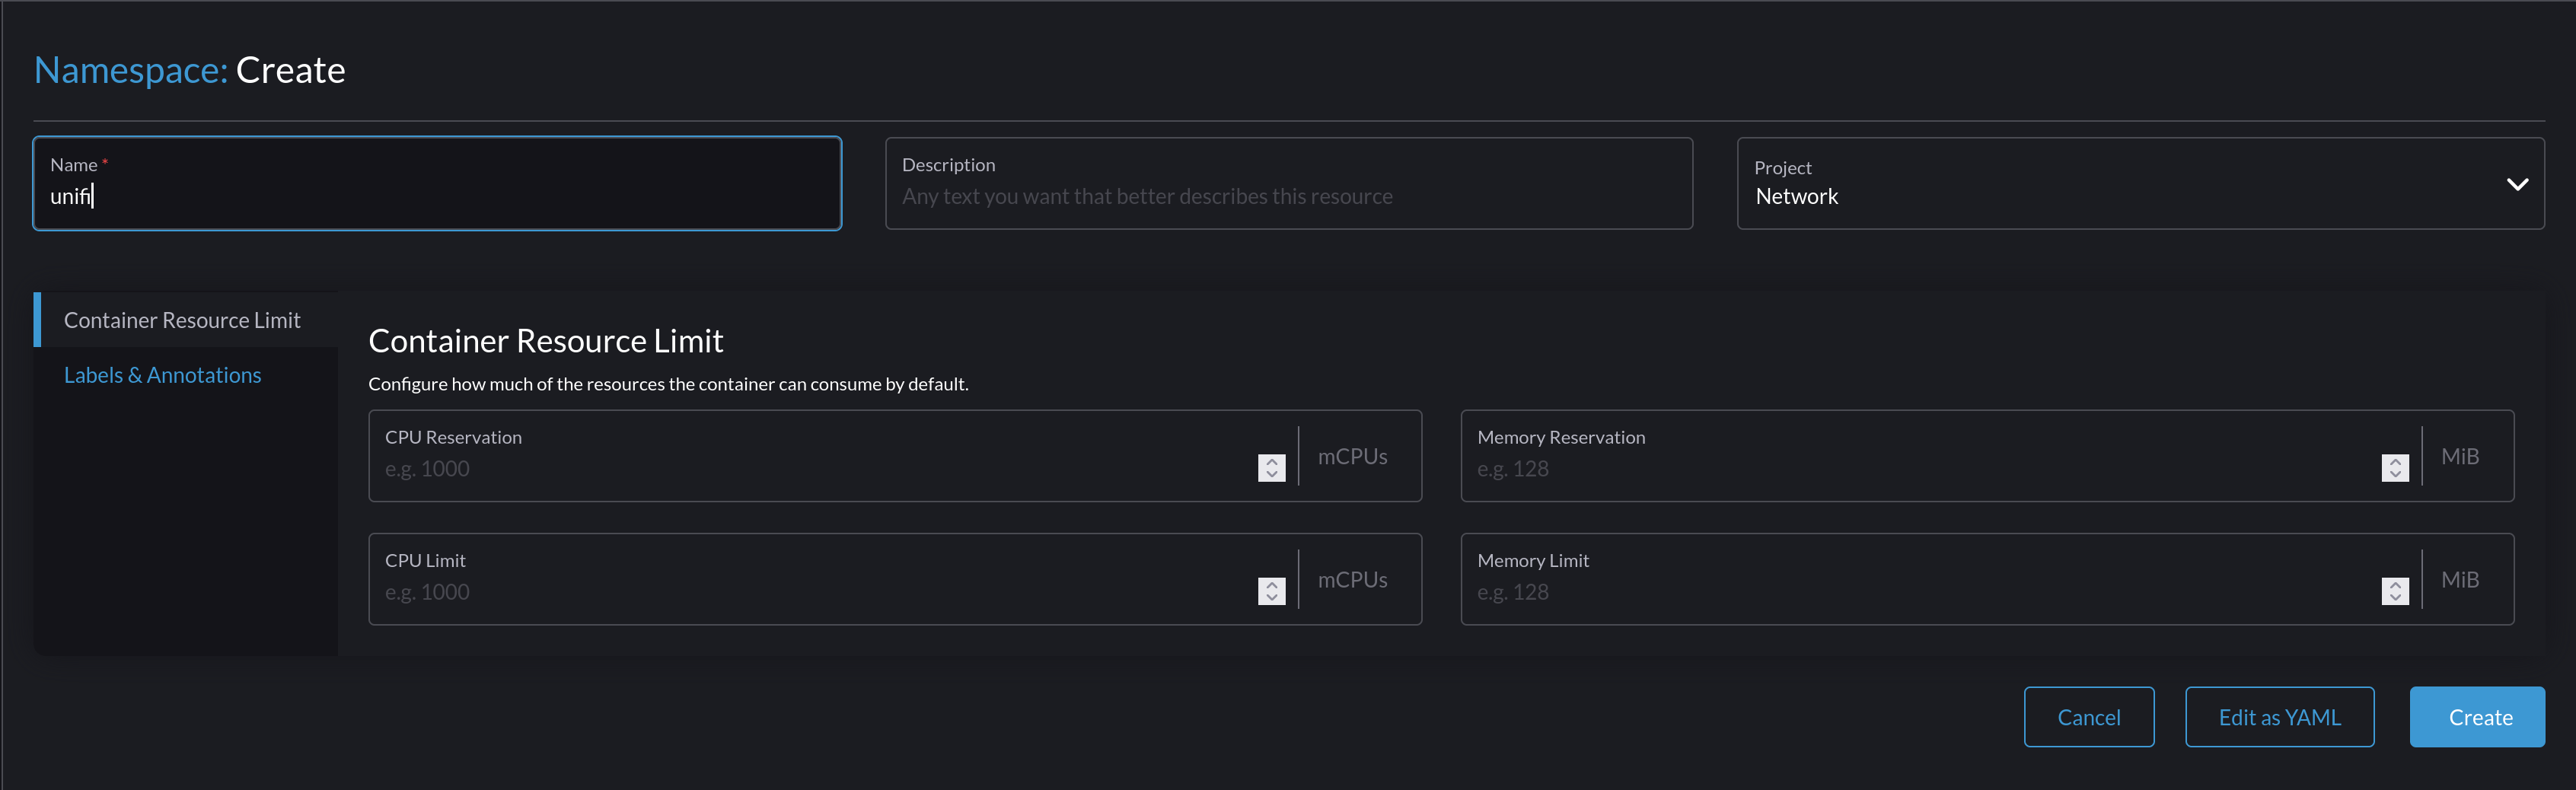 Namespace: Create
Name *
unifi
Description
Any text you want that better describes this resource
Project
Network
Container Resource Limit
Labels & Annotations
Container Resource Limit
Configure how much of the resources the container can consume by default.
CPU Reservation
e.g. 1000
mCPUs
Memory Reservation
e.g. 128
MiB
CPU Limit
e.g. 1000
mCPUs
Memory Limit
e.g. 128
MiB
Cancel
Edit as YAML
Create